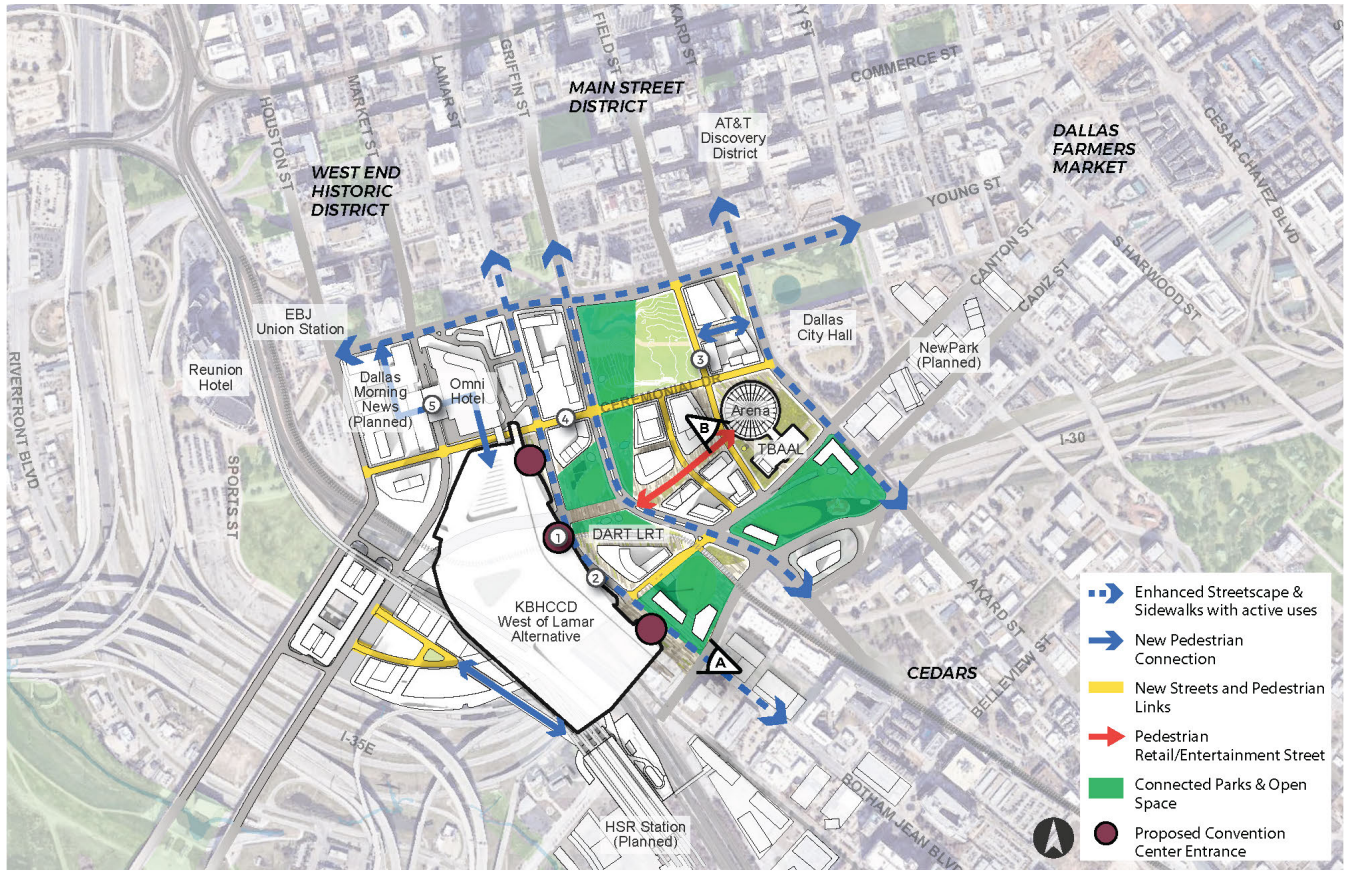 COMMERCE ST
CESAR CHAVEZ BLVD
GRIFFIN ST
FIELD ST
LAMAR ST
MARKET ST
HOUSTON ST
MAIN STREET
DISTRICT
AT&T
Discovery
District
DALLAS
FARMERS
MARKET
WEST END
HISTORIC
DISTRICT
YOUNG ST
CANTON ST
CADIZ ST
S HARWOOD ST
EBJ
Union Station
Reunion
Hotel
RIVERFRONT BLVD
SPORTS ST
Dallas
City Hall
NewPark
(Planned)
I-30
Dallas
Morning
News
(Planned)
Omni
Hotel
5
4
3
CEREMONIAL DR
B
Arena
TBAAL
1
2
DART LRT
KBHCCD
West of Lamar
Alternative
A
AKARD ST
BELLEVIEW ST
CEDARS
I-35E
BOTHAM JEAN BLVD
HSR Station
(Planned)
Enhanced Streetscape &
Sidewalks with active uses
New Pedestrian
Connection
New Streets and Pedestrian
Links
Pedestrian
Retail/Entertainment Street
Connected Parks & Open
Space
Proposed Convention
Center Entrance